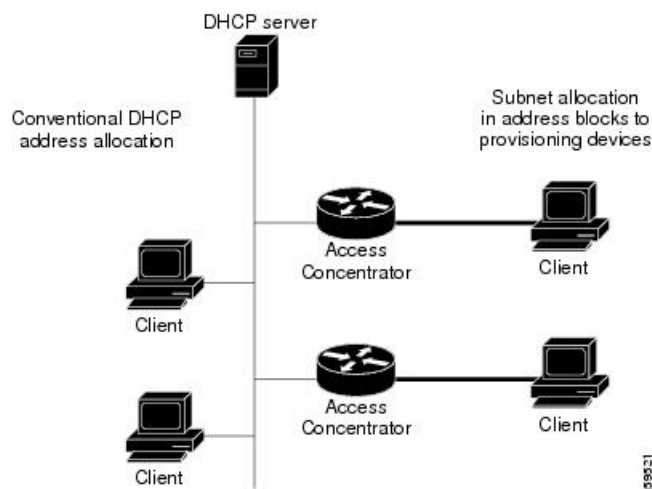 DHCP server
Conventional DHCP
address allocation
Subnet allocation
in address blocks to
provisioning devices
Access
Concentrator
Client
Client
Access
Concentrator
Client
Client
59521